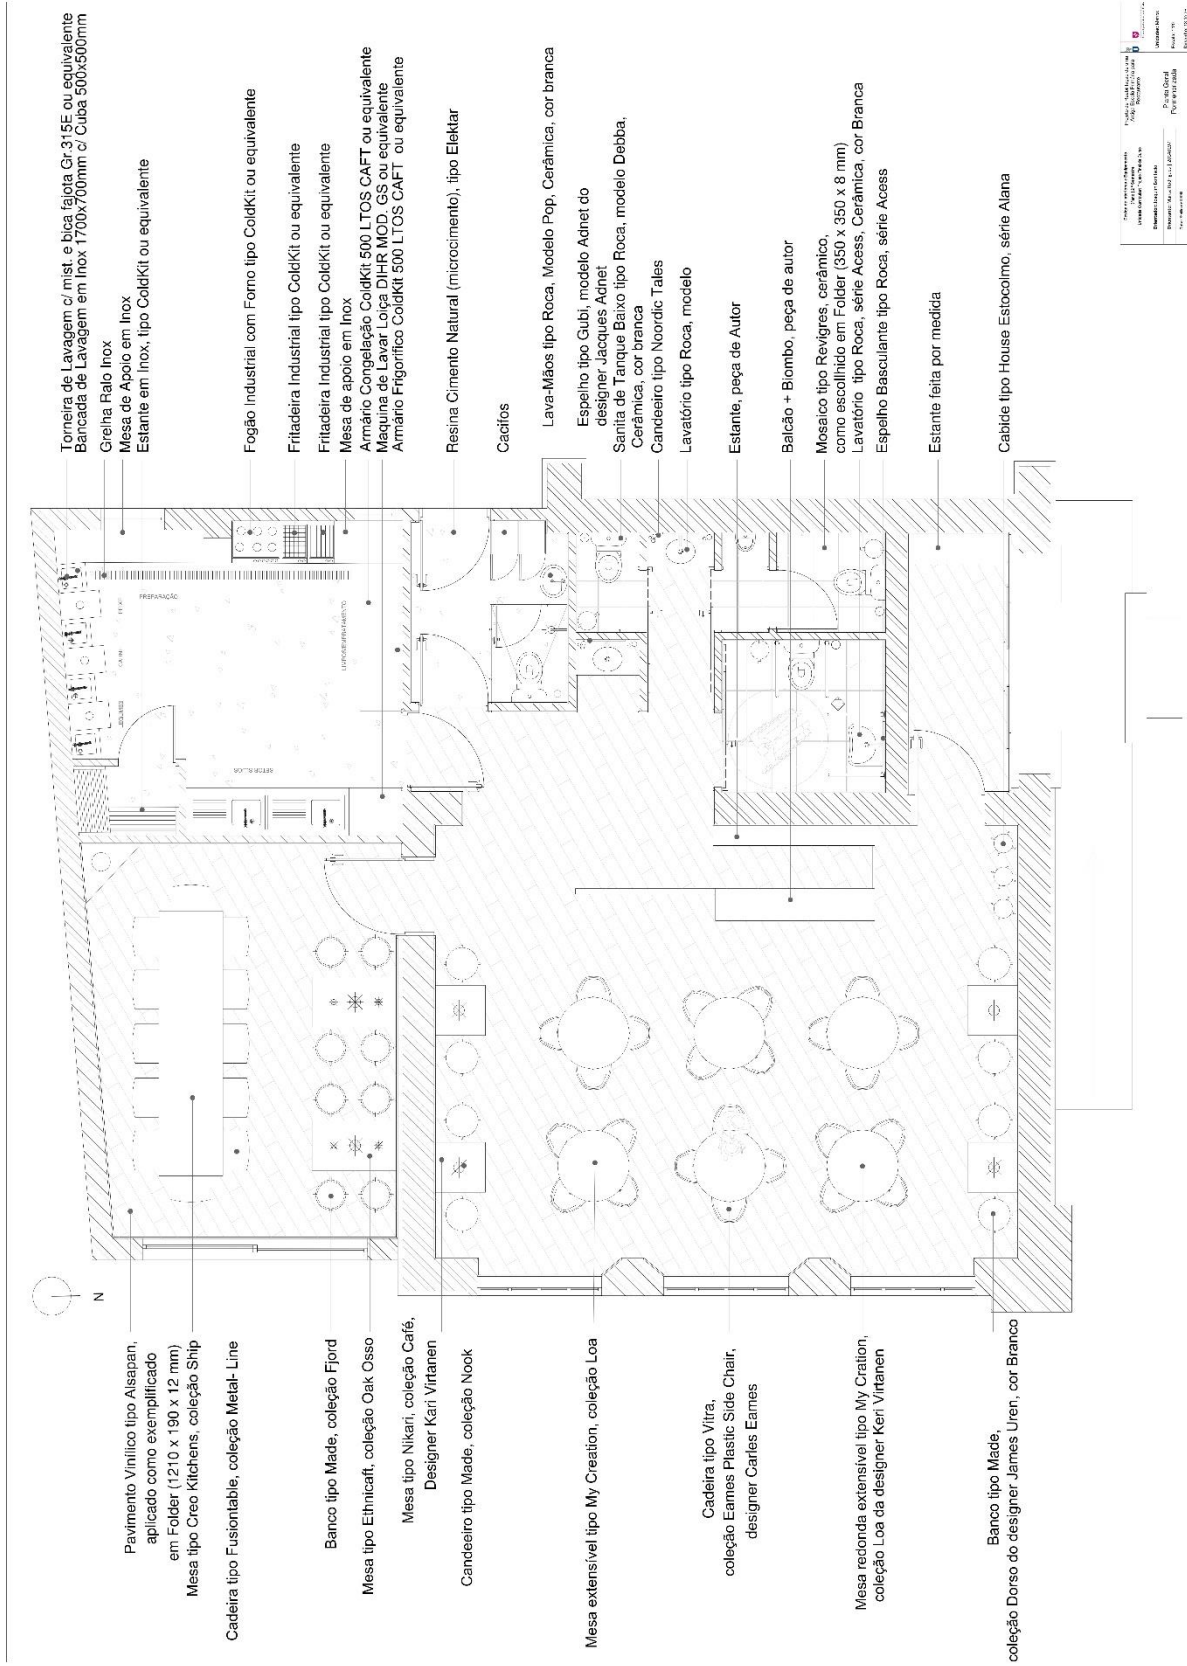 Torneira de Lavagem c/ mist. e bica fajota Gr.315E ou equivalente
Bancada de Lavagem em Inox 1700x700mm c/ Cuba 500x500mm
Grelha Ralo Inox
Mesa de Apoio em Inox
Estante em Inox, tipo ColdKit ou equivalente
Fogão Industrial com Forno tipo ColdKit ou equivalente
Fritadeira Industrial tipo ColdKit ou equivalente
Fritadeira Industrial tipo ColdKit ou equivalente
Mesa de apoio em Inox
Armário Congelação ColdKit 500 LTOS CAFT ou equivalente
Maquina de Lavar Loiça DIHR MOD. GS ou equivalente
Armário Frigorifico ColdKit 500 LTOS CAFT ou equivalente
Resina Cimento Natural (microcimento), tipo Elektar
Cacifos
Lava-Mãos tipo Roca, Modelo Pop, Cerâmica, cor branca
Espelho tipo Gubi, modelo Adnet do
designer Jacques Adnet
Sanita de Tanque Baixo tipo Roca, modelo Debba,
Cerâmica, cor branca
Candeeiro tipo Noordic Tales
Lavatório tipo Roca, modelo
Estante, peça de Autor
Balcão + Biombo, peça de autor
Mosaico tipo Revigres, cerâmico,
como escollhido em Folder (350 x 350 x 8 mm)
Lavatório tipo Roca, série Acess, Cerâmica, cor Branca
Espelho Basculante tipo Roca, série Acess
Estante feita por medida
Cabide tipo House Estocolmo, série Alana
PREPARAÇÃO
N
Pavimento Vinílico tipo Alsapan,
aplicado como exemplificado
em Folder (1210 x 190 x 12 mm)
Mesa tipo Creo Kitchens, coleção Ship
Cadeira tipo Fusiontable, coleção Metal- Line
Banco tipo Made, coleção Fjord
Mesa tipo Ethnicaft, coleção Oak Osso
Mesa tipo Nikari, coleção Café,
Designer Kari Virtanen
Candeeiro tipo Made, coleção Nook
Mesa extensível tipo My Creation, coleção Loa
Cadeira tipo Vitra,
coleção Eames Plastic Side Chair,
designer Carles Eames
Mesa redonda extensível tipo My Cration,
coleção Loa da designer Keri Virtanen
Banco tipo Made,
coleção Dorso do designer James Uren, cor Branco
Planta Geral
Pormenorizada